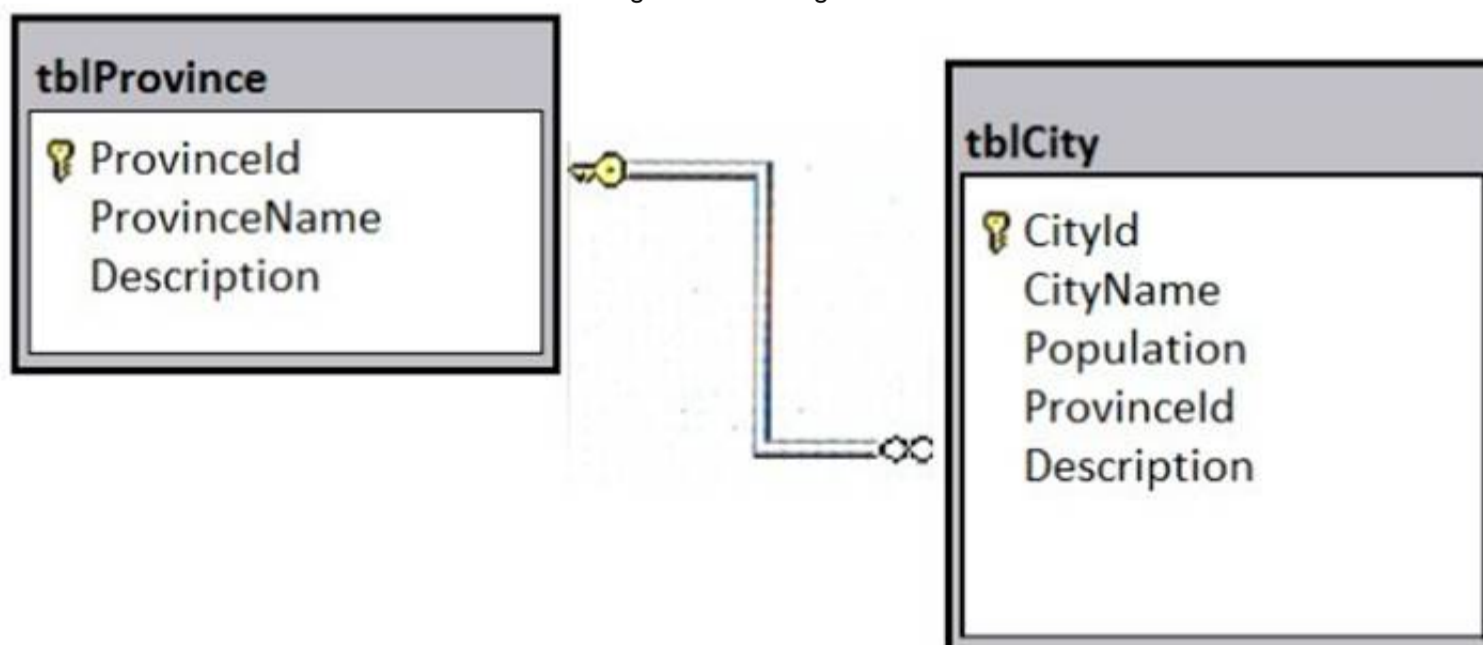 tblProvince
ProvinceId
ProvinceName
Description
tblCity
CityId
CityName
Population
ProvinceId
Description